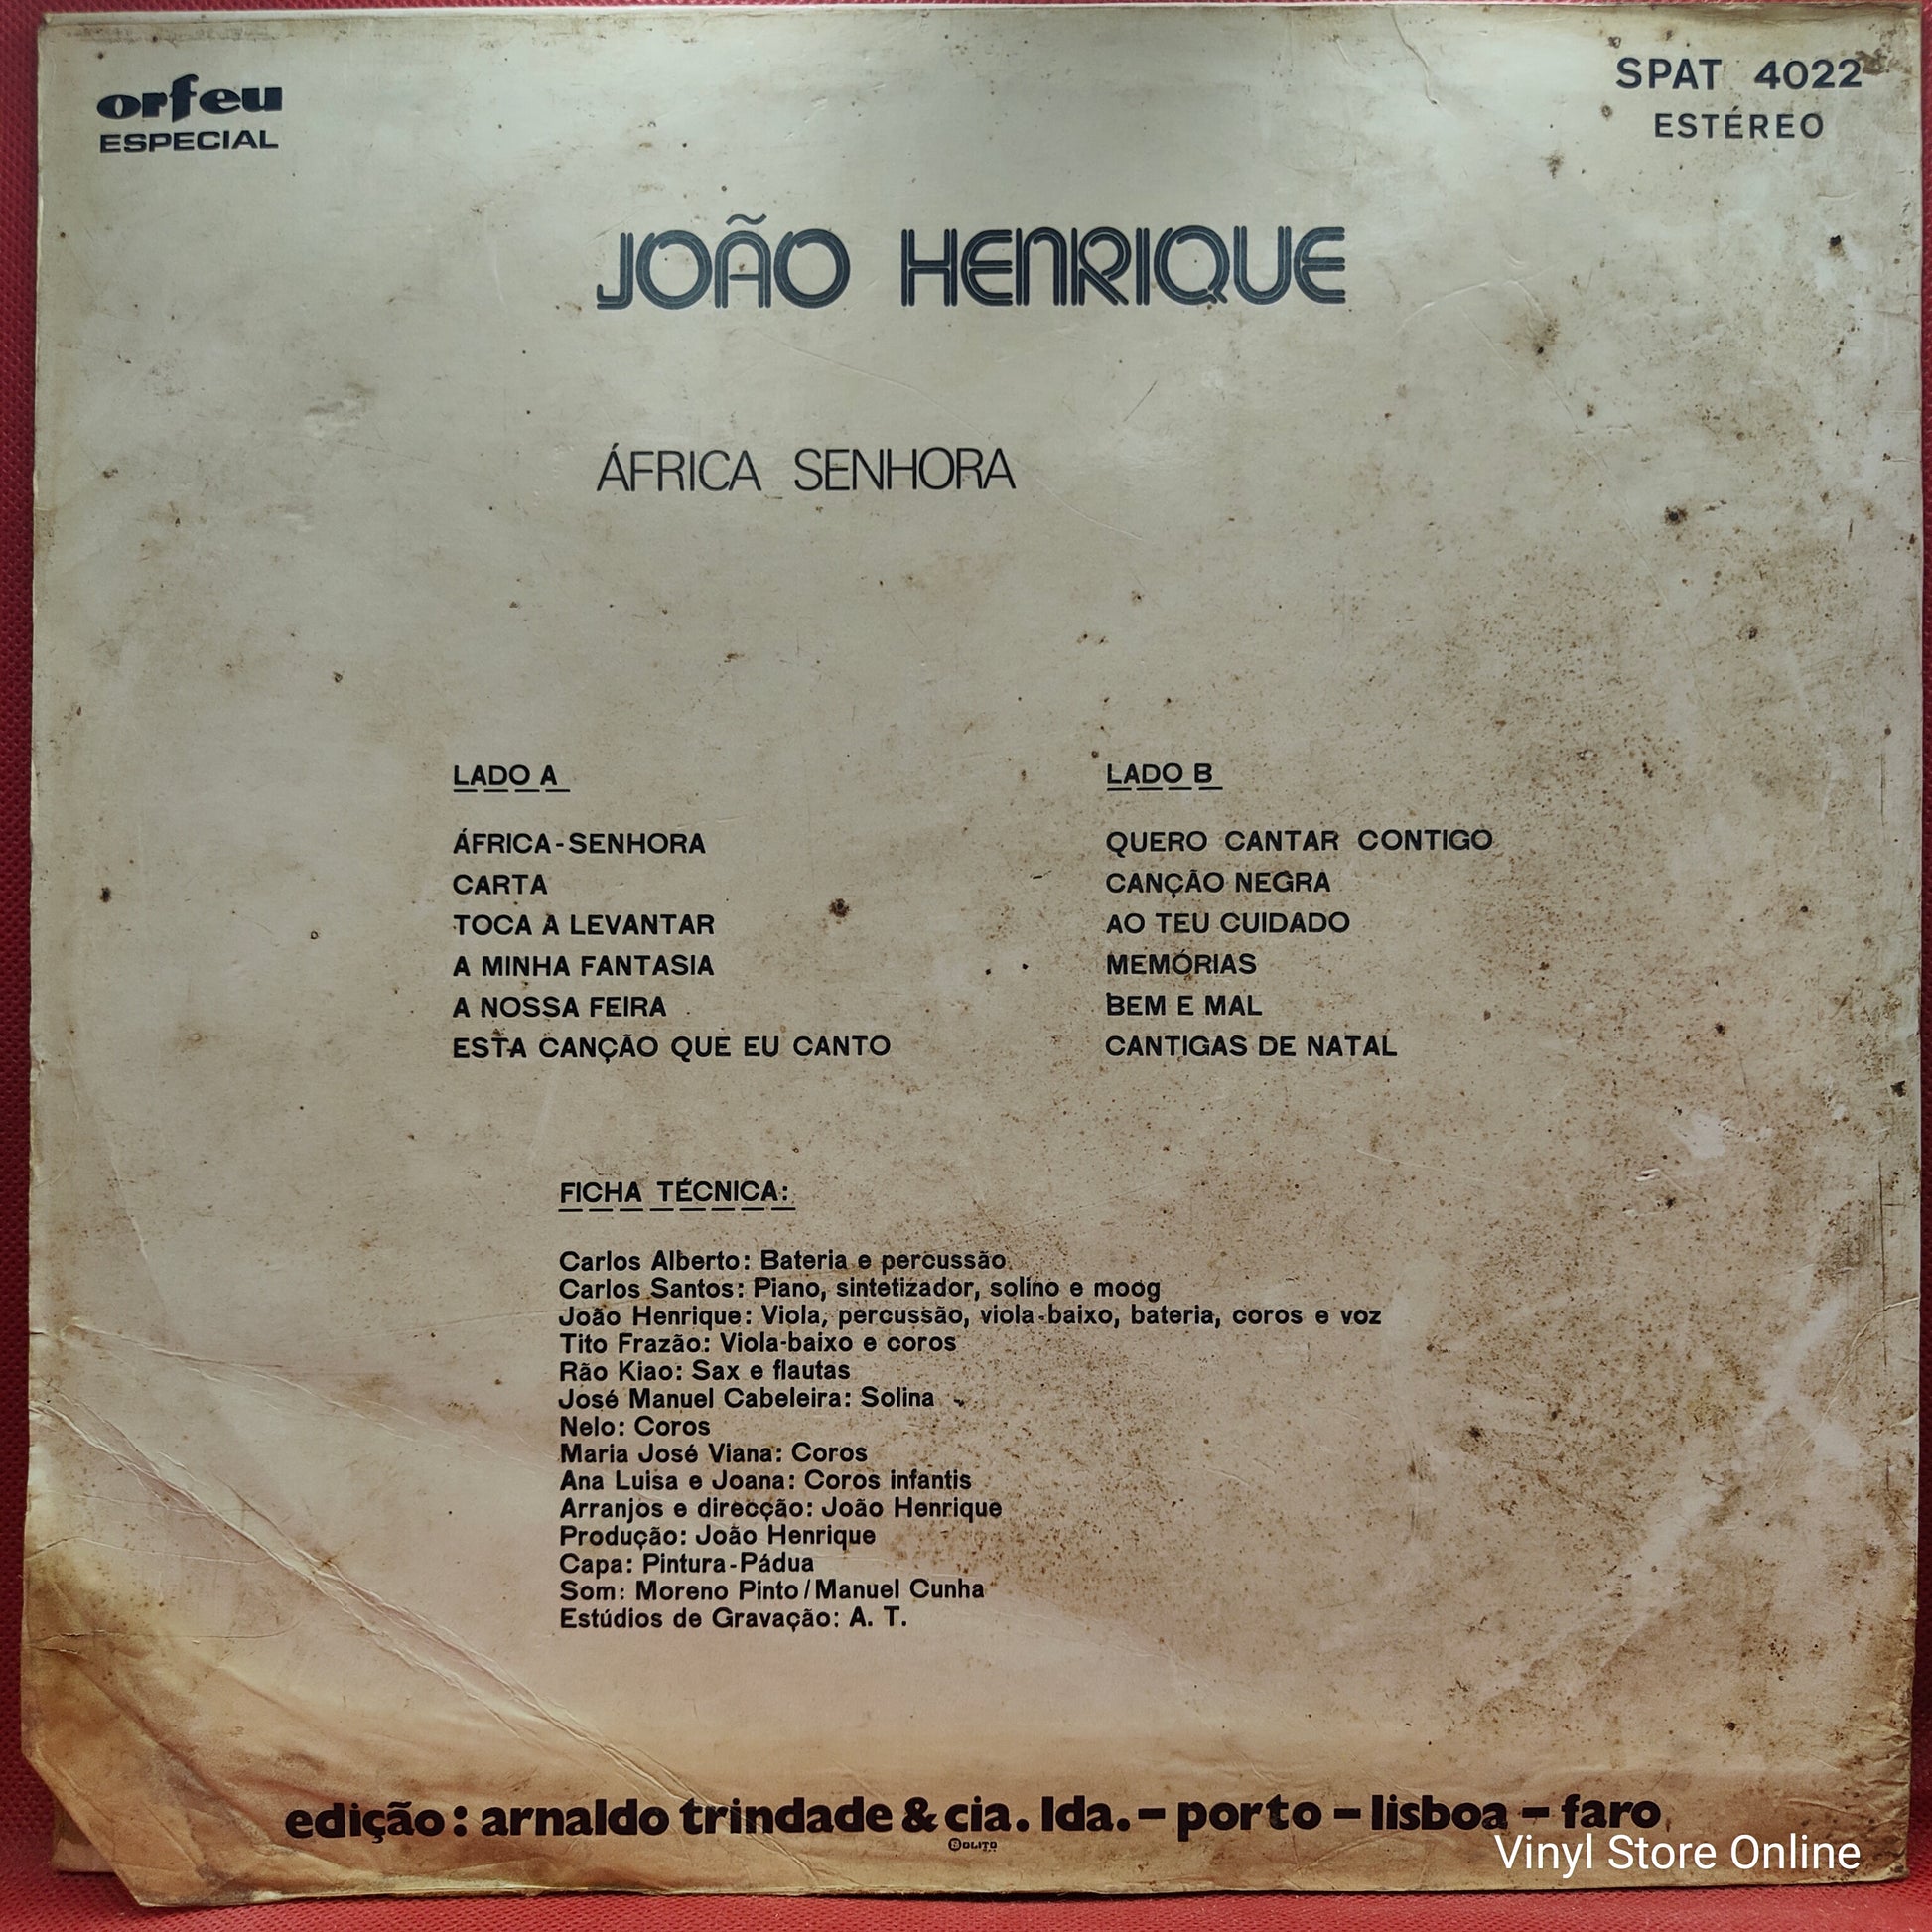 orfeu
ESPECIAL
SPAT 4022
ESTÉREO
JOÃO HENRIQUE
ÁFRICA SENHORA
LADO A
ÁFRICA-SENHORA
CARTA
TOCA A LEVANTAR
A MINHA FANTASIA
A NOSSA FEIRA
ESTA CANÇÃO QUE EU CANTO
LADO B
QUERO CANTAR CONTIGO
CANÇÃO NEGRA
AO TEU CUIDADO
MEMÓRIAS
BEM E MAL
CANTIGAS DE NATAL
FICHA TÉCNICA:
Carlos Alberto: Bateria e percussão
Carlos Santos: Piano, sintetizador, solino e moog
João Henrique: Viola, percussão, viola-baixo, bateria, coros e voz
Tito Frazão: Viola-baixo e coros
Rão Kiao: Sax e flautas
José Manuel Cabeleira: Solina
Nelo: Coros
Maria José Viana: Coros
Ana Luisa e Joana: Coros infantis
Arranjos e direcção: João Henrique
Produção: João Henrique
Capa: Pintura-Pádua
Som: Moreno Pinto/Manuel Cunha
Estúdios de Gravação: A. T.
edição: arnaldo trindade & cia. lda. – porto – lisboa – faro
Vinyl Store Online